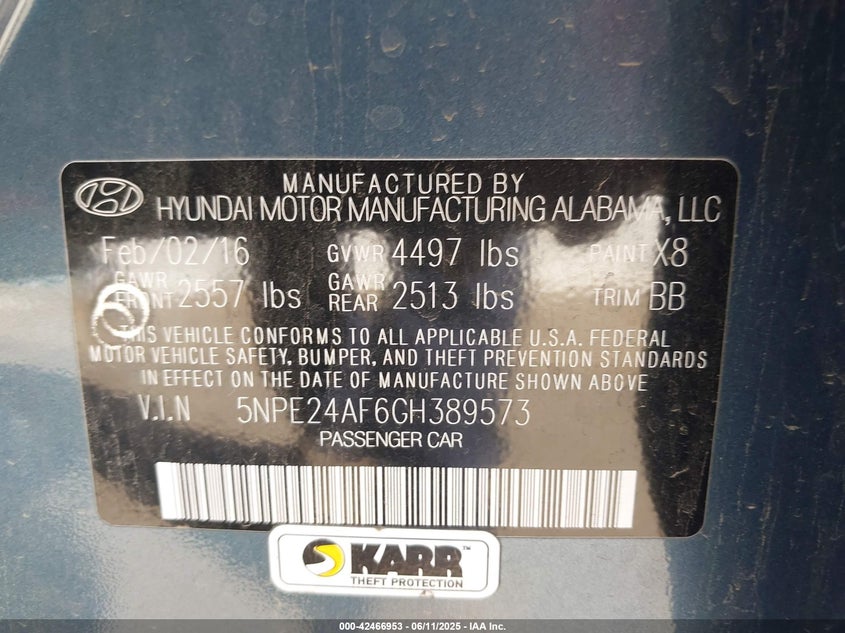 MANUFACTURED BY
HYUNDAI MOTOR MANUFACTURING ALABAMA, LLC
Feb/02/16 GVWR 4497 lbs PAINT X8
GAWR FRONT 2557 lbs GAWR REAR 2513 lbs TRIM BB
THIS VEHICLE CONFORMS TO ALL APPLICABLE U.S.A. FEDERAL
MOTOR VEHICLE SAFETY, BUMPER, AND THEFT PREVENTION STANDARDS
IN EFFECT ON THE DATE OF MANUFACTURE SHOWN ABOVE
V.I.N 5NPE24AF6GH389573
PASSENGER CAR
KARR™
THEFT PROTECTION
000-42466953 - 06/11/2025 - IAA Inc.